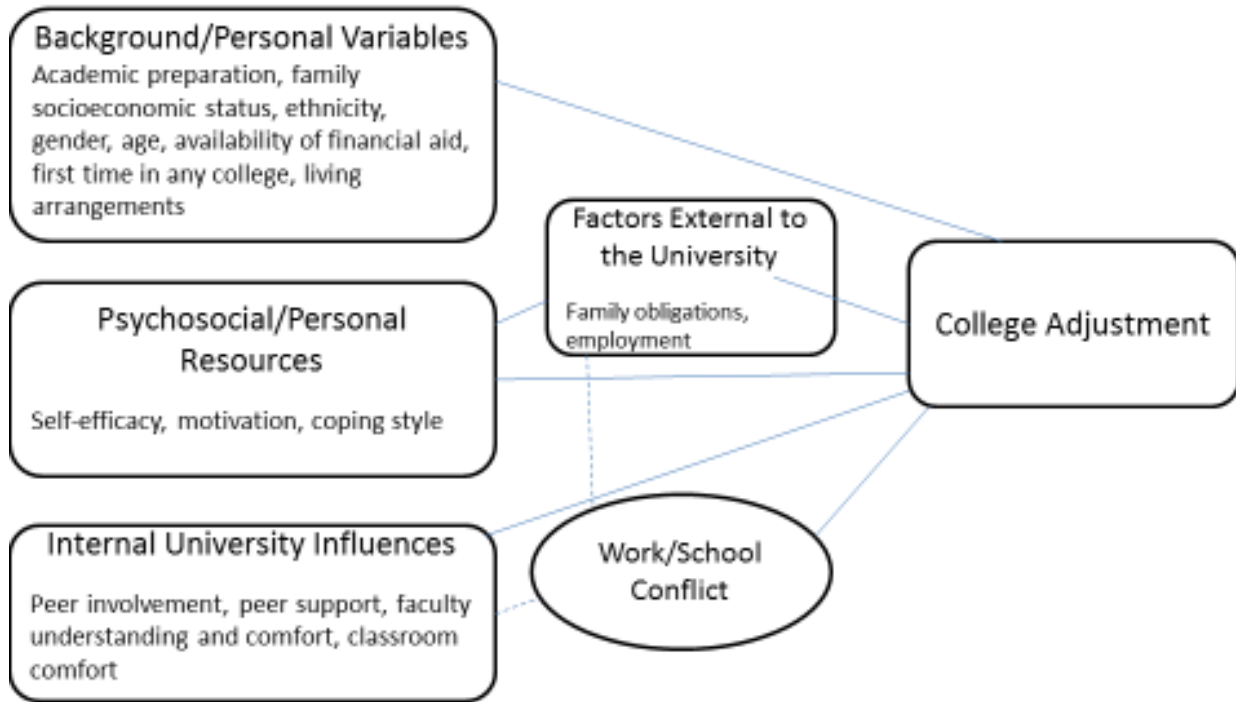 Background/Personal Variables
Academic preparation, family
socioeconomic status, ethnicity,
gender, age, availability of financial aid,
first time in any college, living
arrangements
Factors External to
the University
Family obligations,
employment
Psychosocial/Personal
Resources
Self-efficacy, motivation, coping style
College Adjustment
Internal University Influences
Peer involvement, peer support, faculty
understanding and comfort, classroom
comfort
Work/School
Conflict